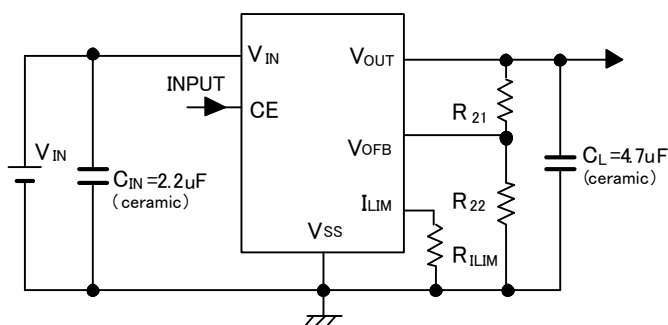 VIN
VOUT
INPUT
CE
R21
VIN
CIN=2.2uF
(ceramic)
VOFB
CL=4.7uF
(ceramic)
ILIM
R22
VSS
RILIM